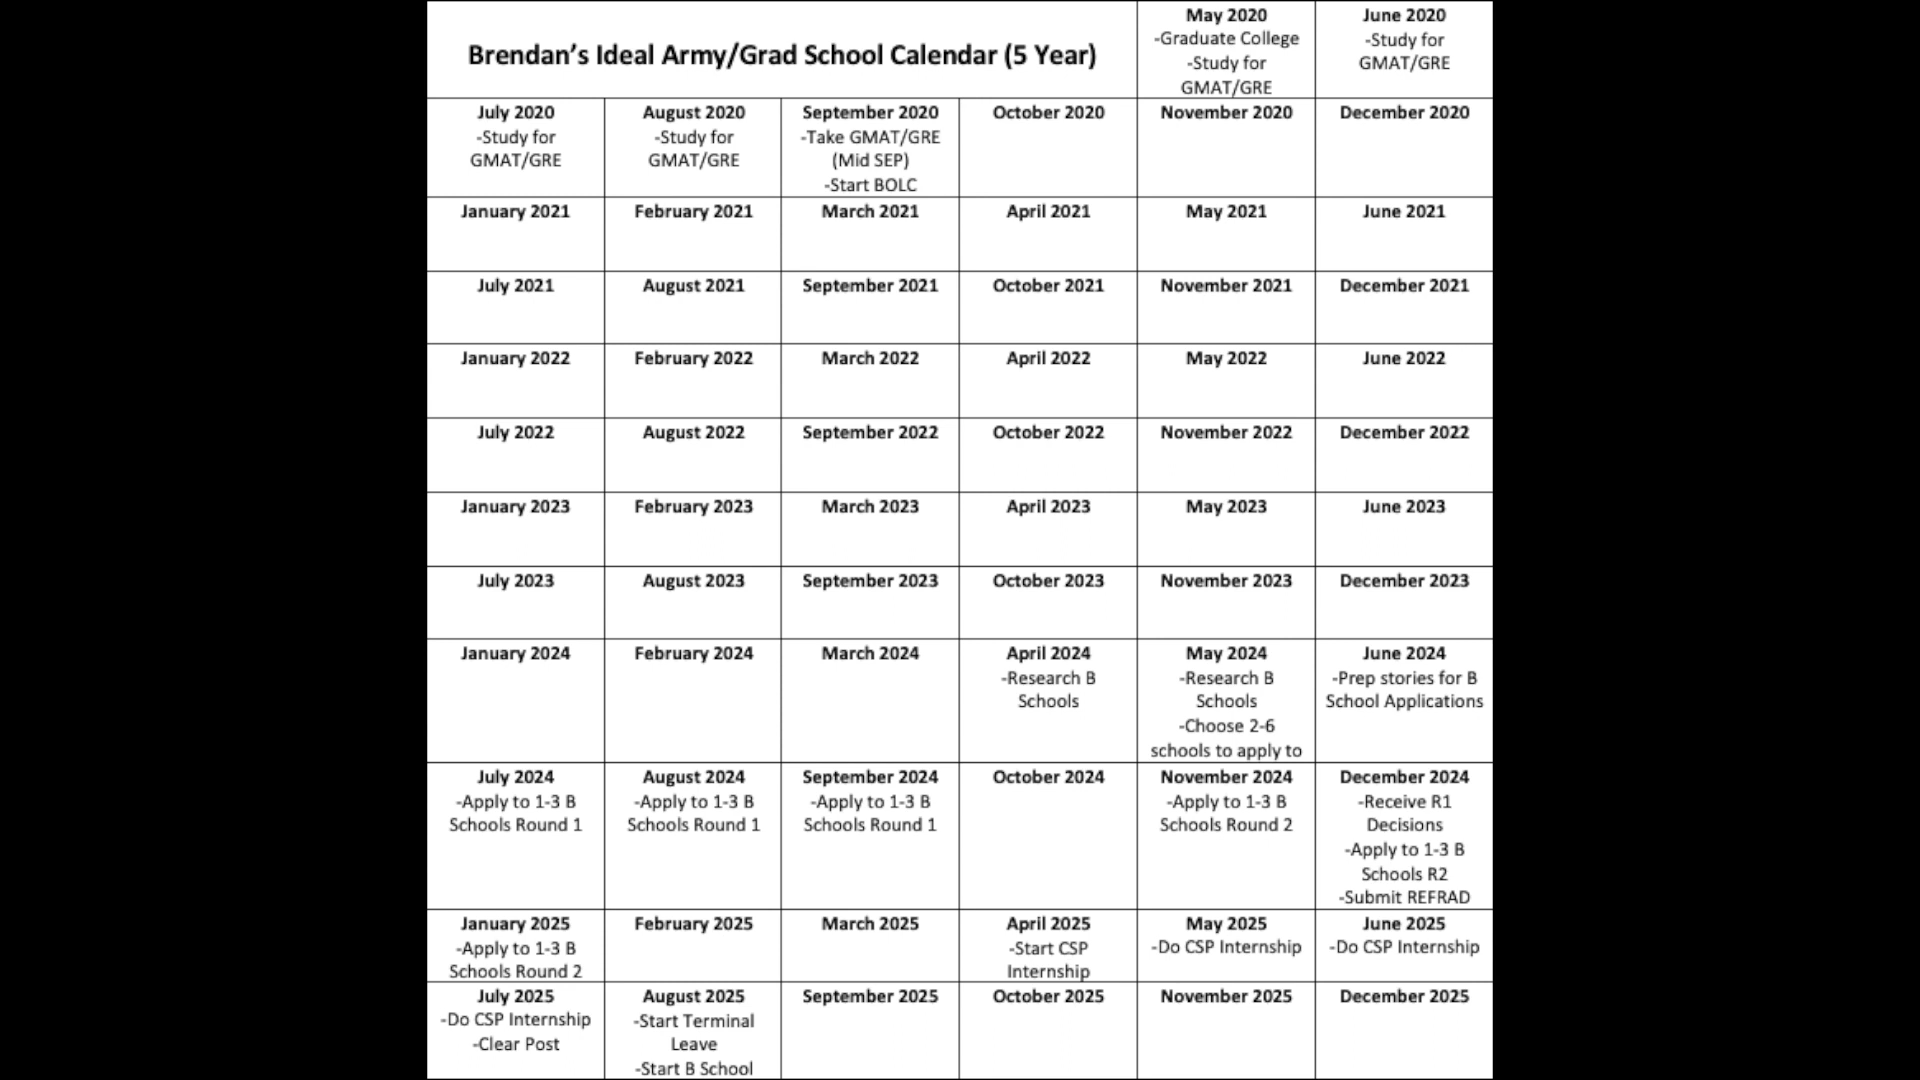 Brendan’s Ideal Army/Grad School Calendar (5 Year)
May 2020
-Graduate College
-Study for
GMAT/GRE
June 2020
-Study for
GMAT/GRE
July 2020
-Study for
GMAT/GRE
August 2020
-Study for
GMAT/GRE
September 2020
-Take GMAT/GRE
(Mid SEP)
-Start BOLC
October 2020
November 2020
December 2020
January 2021
February 2021
March 2021
April 2021
May 2021
June 2021
July 2021
August 2021
September 2021
October 2021
November 2021
December 2021
January 2022
February 2022
March 2022
April 2022
May 2022
June 2022
July 2022
August 2022
September 2022
October 2022
November 2022
December 2022
January 2023
February 2023
March 2023
April 2023
May 2023
June 2023
July 2023
August 2023
September 2023
October 2023
November 2023
December 2023
January 2024
February 2024
March 2024
April 2024
-Research B
Schools
May 2024
-Research B
Schools
-Choose 2-6
schools to apply to
June 2024
-Prep stories for B
School Applications
July 2024
-Apply to 1-3 B
Schools Round 1
August 2024
-Apply to 1-3 B
Schools Round 1
September 2024
-Apply to 1-3 B
Schools Round 1
October 2024
November 2024
-Apply to 1-3 B
Schools Round 2
December 2024
-Receive R1
Decisions
-Apply to 1-3 B
Schools R2
-Submit REFRAD
January 2025
-Apply to 1-3 B
Schools Round 2
February 2025
March 2025
April 2025
-Start CSP
Internship
May 2025
-Do CSP Internship
June 2025
-Do CSP Internship
July 2025
-Do CSP Internship
-Clear Post
August 2025
-Start Terminal
Leave
-Start B School
September 2025
October 2025
November 2025
December 2025